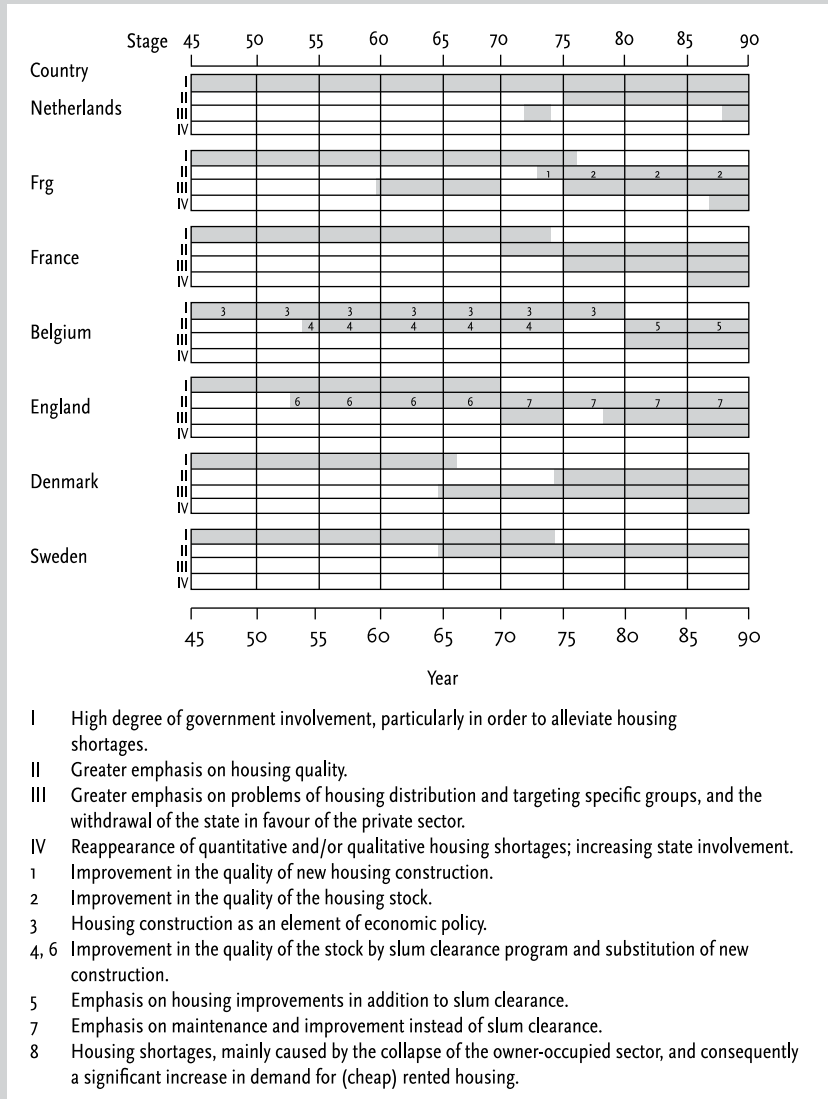 Stage 45 50 55 60 65 70 75 80 85 90
Country
I
II
Netherlands III
IV
I
II 1 2 2 2
Frg III
IV
I
II
France III
IV
I 3 3 3 3 3 3 3
II 4 4 4 4 4 5 5
Belgium III
IV
I
II 6 6 6 6 7 7 7 7
England III
IV
I
II
Denmark III
IV
I
II
Sweden III
IV
45 50 55 60 65 70 75 80 85 90
Year
I High degree of government involvement, particularly in order to alleviate housing
shortages.
II Greater emphasis on housing quality.
III Greater emphasis on problems of housing distribution and targeting specific groups, and the
withdrawal of the state in favour of the private sector.
IV Reappearance of quantitative and/or qualitative housing shortages; increasing state involvement.
1 Improvement in the quality of new housing construction.
2 Improvement in the quality of the housing stock.
3 Housing construction as an element of economic policy.
4, 6 Improvement in the quality of the stock by slum clearance program and substitution of new
construction.
5 Emphasis on housing improvements in addition to slum clearance.
7 Emphasis on maintenance and improvement instead of slum clearance.
8 Housing shortages, mainly caused by the collapse of the owner-occupied sector, and consequently
a significant increase in demand for (cheap) rented housing.